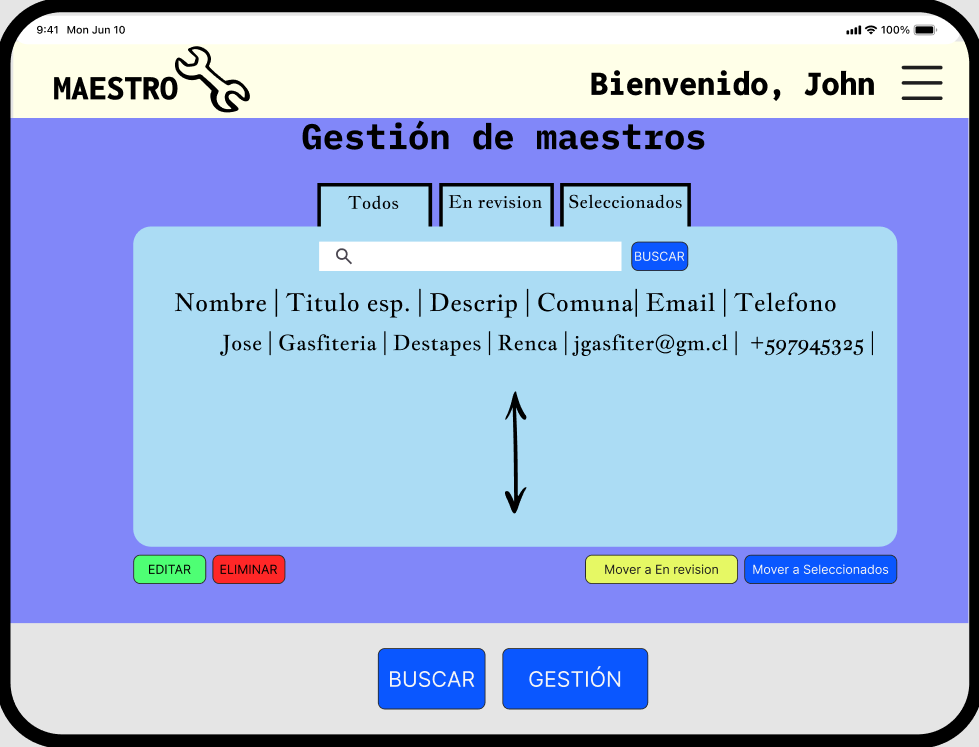 9:41 Mon Jun 10 100%
MAESTRO
Bienvenido, John
Gestión de maestros
Todos
En revision
Seleccionados
BUSCAR
Nombre | Titulo esp. | Descrip | Comuna| Email | Telefono
Jose | Gasfiteria | Destapes | Renca | jgasfiter@gm.cl | +597945325 |
EDITAR
ELIMINAR
Mover a En revision
Mover a Seleccionados
BUSCAR
GESTIÓN